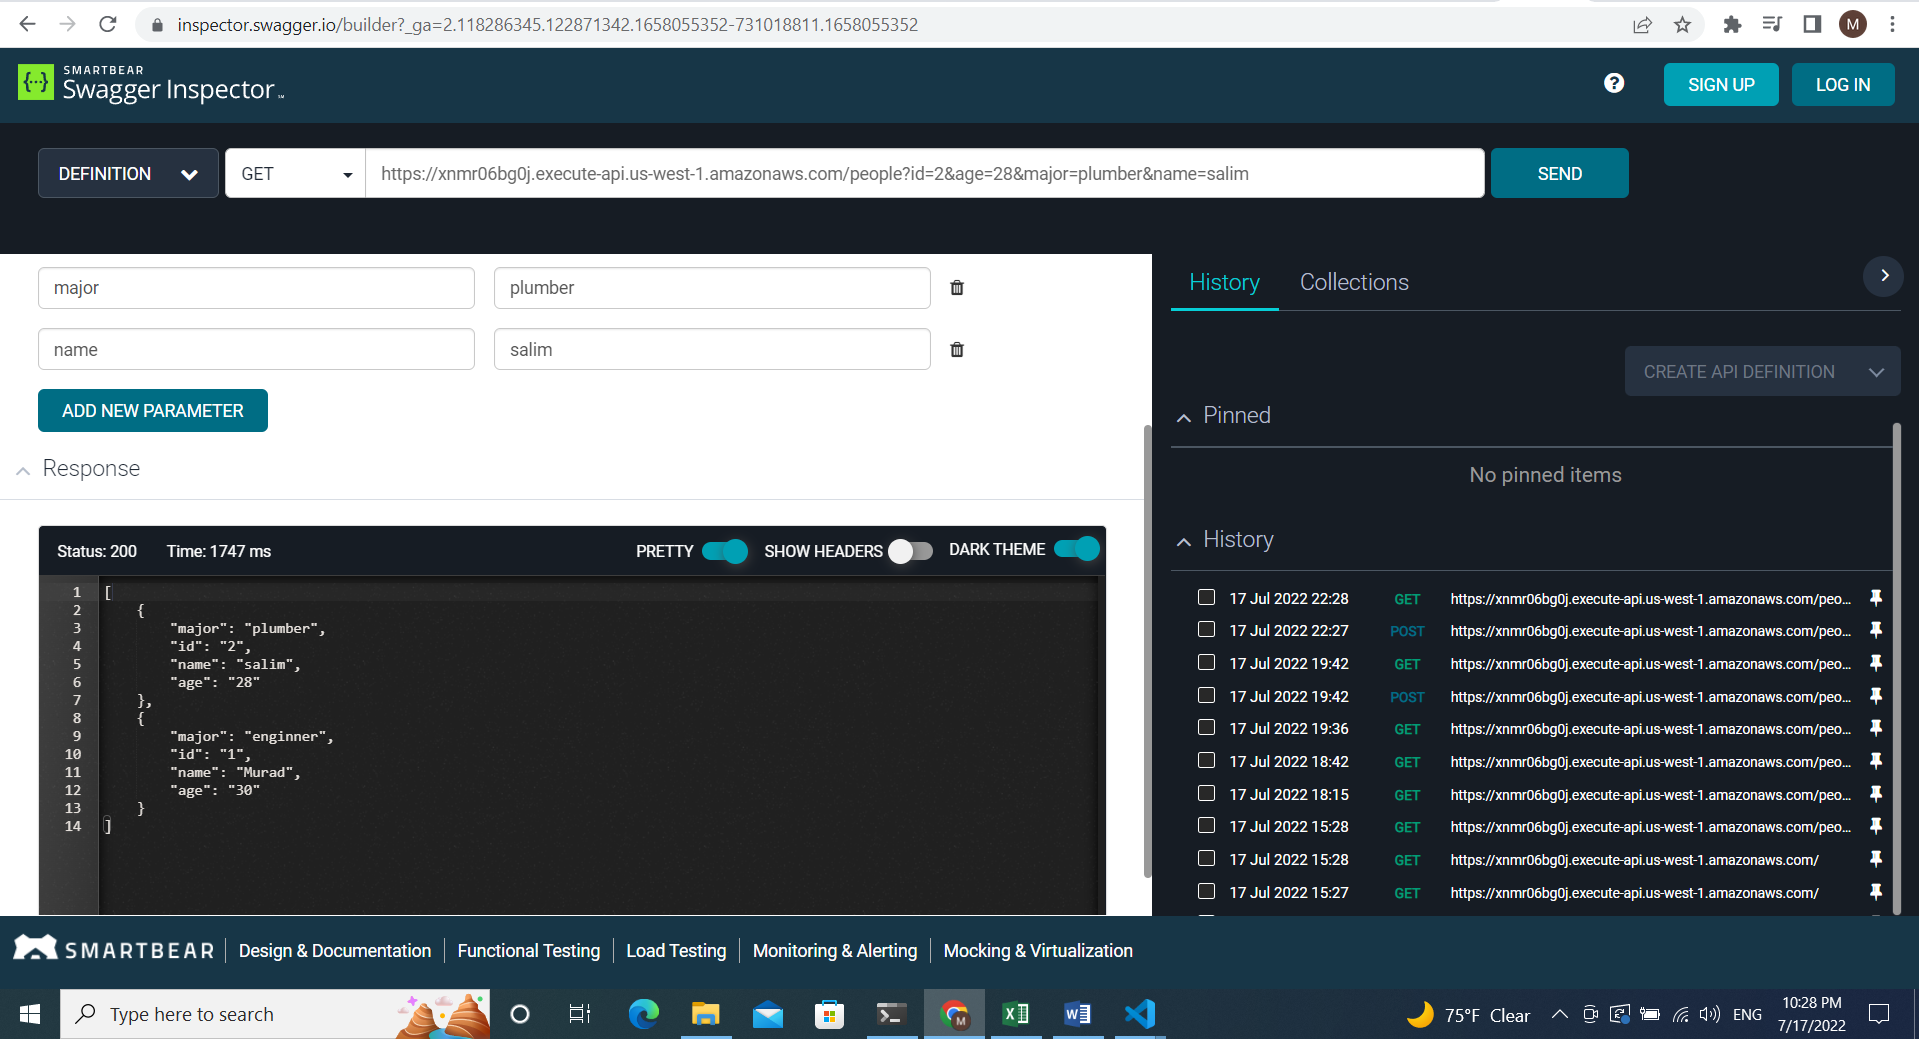 inspector.swagger.io/builder?_ga=2.118286345.122871342.1658055352-731018811.1658055352
M
{···}
SMARTBEAR
Swagger Inspector
SIGN UP
LOG IN
DEFINITION
GET
https://xnmr06bg0j.execute-api.us-west-1.amazonaws.com/people?id=2&age=28&major=plumber&name=salim
SEND
major
plumber
name
salim
ADD NEW PARAMETER
Response
Status: 200 Time: 1747 ms
PRETTY
SHOW HEADERS
DARK THEME
1 [
2 {
3 "major": "plumber",
4 "id": "2",
5 "name": "salim",
6 "age": "28"
7 },
8 {
9 "major": "enginner",
10 "id": "1",
11 "name": "Murad",
12 "age": "30"
13 }
14 ]
History
Collections
CREATE API DEFINITION
Pinned
No pinned items
History
17 Jul 2022 22:28 GET https://xnmr06bg0j.execute-api.us-west-1.amazonaws.com/peo...
17 Jul 2022 22:27 POST https://xnmr06bg0j.execute-api.us-west-1.amazonaws.com/peo...
17 Jul 2022 19:42 GET https://xnmr06bg0j.execute-api.us-west-1.amazonaws.com/peo...
17 Jul 2022 19:42 POST https://xnmr06bg0j.execute-api.us-west-1.amazonaws.com/peo...
17 Jul 2022 19:36 GET https://xnmr06bg0j.execute-api.us-west-1.amazonaws.com/peo...
17 Jul 2022 18:42 GET https://xnmr06bg0j.execute-api.us-west-1.amazonaws.com/peo...
17 Jul 2022 18:15 GET https://xnmr06bg0j.execute-api.us-west-1.amazonaws.com/peo...
17 Jul 2022 15:28 GET https://xnmr06bg0j.execute-api.us-west-1.amazonaws.com/peo...
17 Jul 2022 15:28 GET https://xnmr06bg0j.execute-api.us-west-1.amazonaws.com/
17 Jul 2022 15:27 GET https://xnmr06bg0j.execute-api.us-west-1.amazonaws.com/
SMARTBEAR
Design & Documentation
Functional Testing
Load Testing
Monitoring & Alerting
Mocking & Virtualization
Type here to search
M
75°F Clear
ENG
10:28 PM
7/17/2022